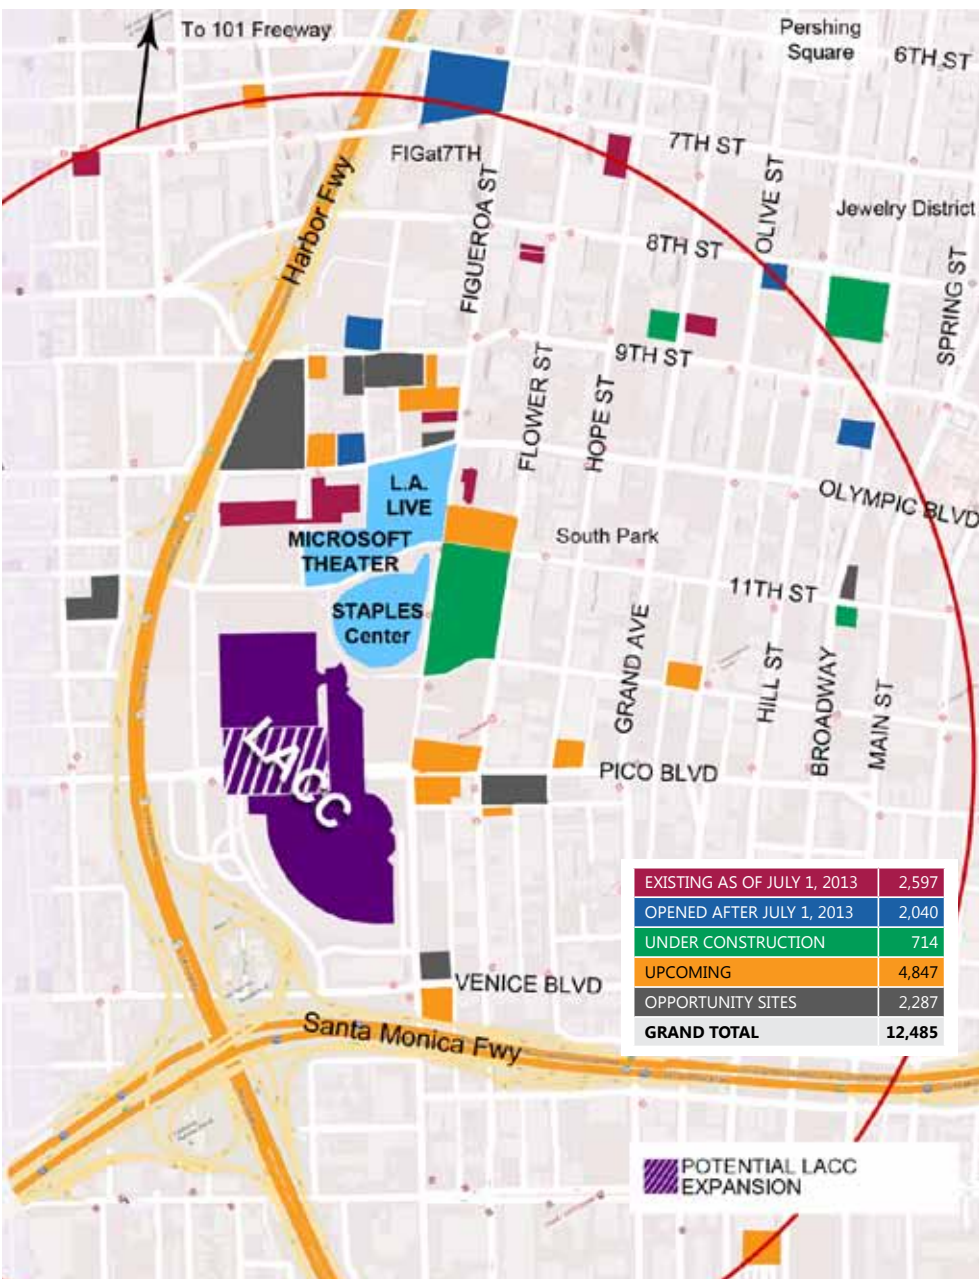 To 101 Freeway
Pershing
Square
6TH ST
7TH ST
FIGat7TH
Harbor Fwy
FIGUEROA ST
OLIVE ST
Jewelry District
8TH ST
SPRING ST
9TH ST
FLOWER ST
HOPE ST
L.A.
LIVE
OLYMPIC BLVD
MICROSOFT
THEATER
South Park
11TH ST
STAPLES
Center
GRAND AVE
HILL ST
BROADWAY
MAIN ST
LACC
PICO BLVD
EXISTING AS OF JULY 1, 2013 2,597
OPENED AFTER JULY 1, 2013 2,040
UNDER CONSTRUCTION 714
UPCOMING 4,847
OPPORTUNITY SITES 2,287
GRAND TOTAL 12,485
VENICE BLVD
Santa Monica Fwy
POTENTIAL LACC
EXPANSION